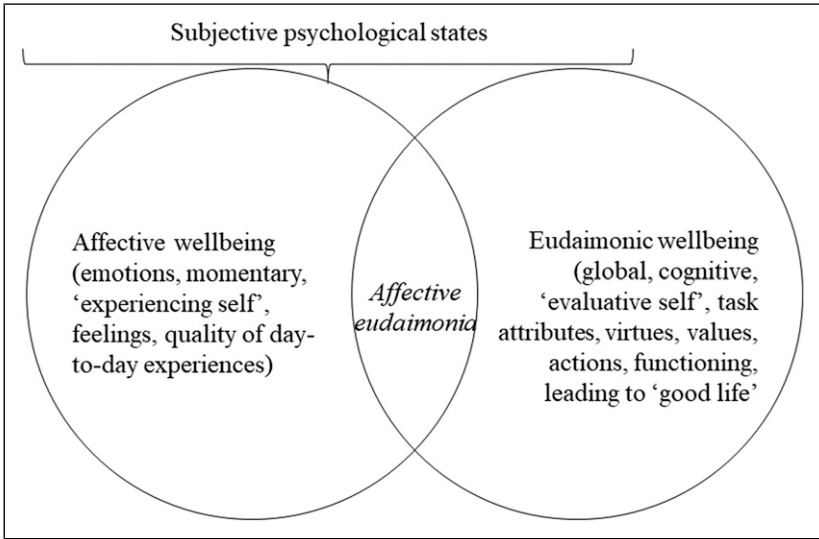 Subjective psychological states
Affective wellbeing
(emotions, momentary,
‘experiencing self’,
feelings, quality of day-
to-day experiences)
Affective
eudaimonia
Eudaimonic wellbeing
(global, cognitive,
‘evaluative self’, task
attributes, virtues, values,
actions, functioning,
leading to ‘good life’